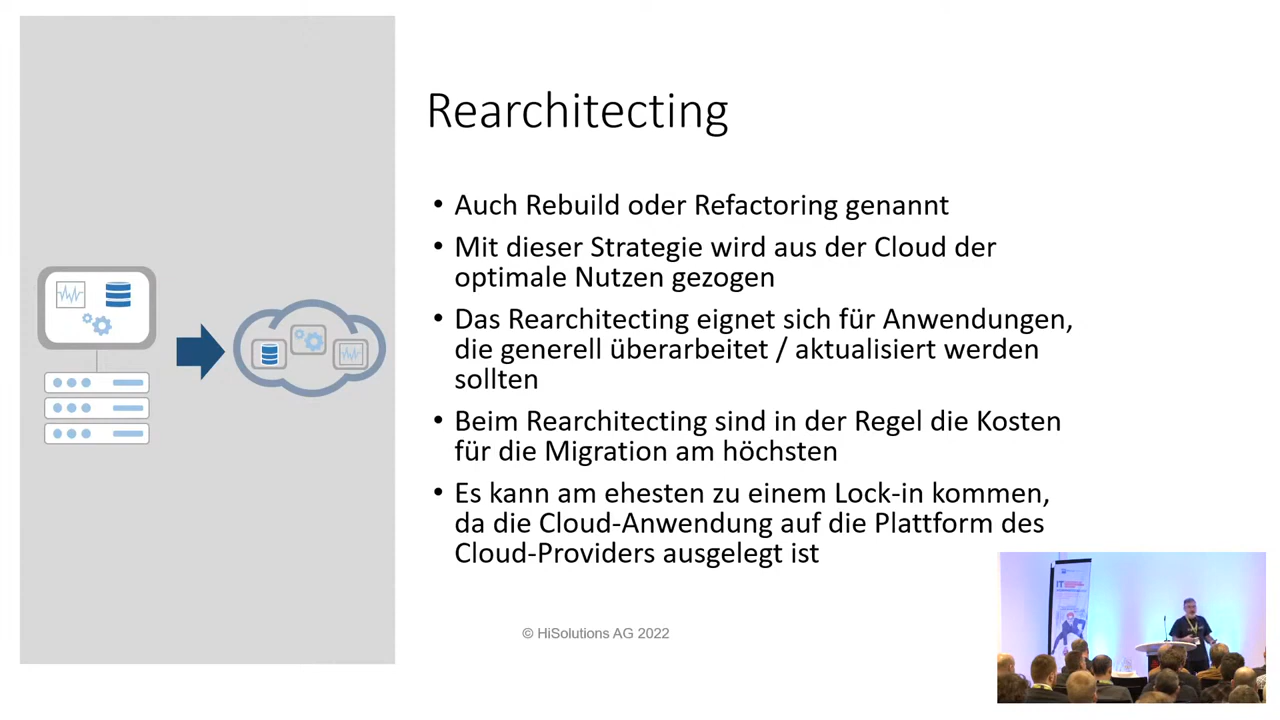 Rearchitecting
• Auch Rebuild oder Refactoring genannt
• Mit dieser Strategie wird aus der Cloud der
optimale Nutzen gezogen
• Das Rearchitecting eignet sich für Anwendungen,
die generell überarbeitet / aktualisiert werden
sollten
• Beim Rearchitecting sind in der Regel die Kosten
für die Migration am höchsten
• Es kann am ehesten zu einem Lock-in kommen,
da die Cloud-Anwendung auf die Plattform des
Cloud-Providers ausgelegt ist
© HiSolutions AG 2022
IT